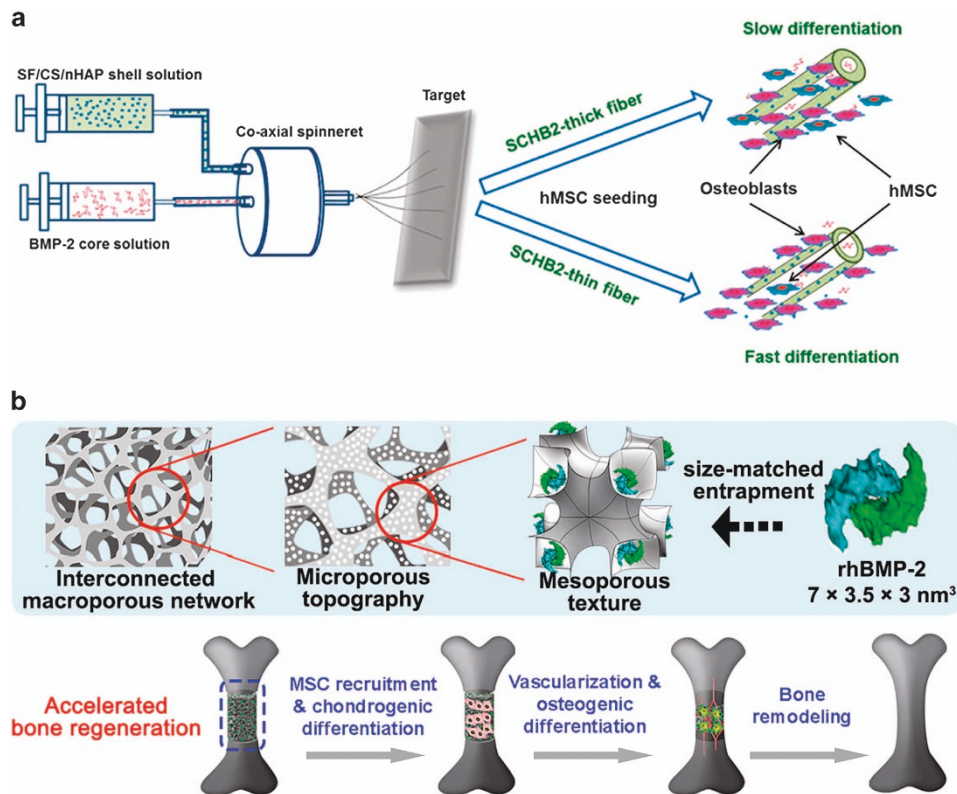 a
SF/CS/nHAP shell solution
Co-axial spinneret
BMP-2 core solution
Target
SCHB2-thick fiber
hMSC seeding
SCHB2-thin fiber
Slow differentiation
Osteoblasts
hMSC
Fast differentiation
b
Interconnected
macroporous network
Microporous
topography
Mesoporous
texture
size-matched
entrapment
rhBMP-2
7 × 3.5 × 3 nm³
Accelerated
bone regeneration
MSC recruitment
& chondrogenic
differentiation
Vascularization &
osteogenic
differentiation
Bone
remodeling